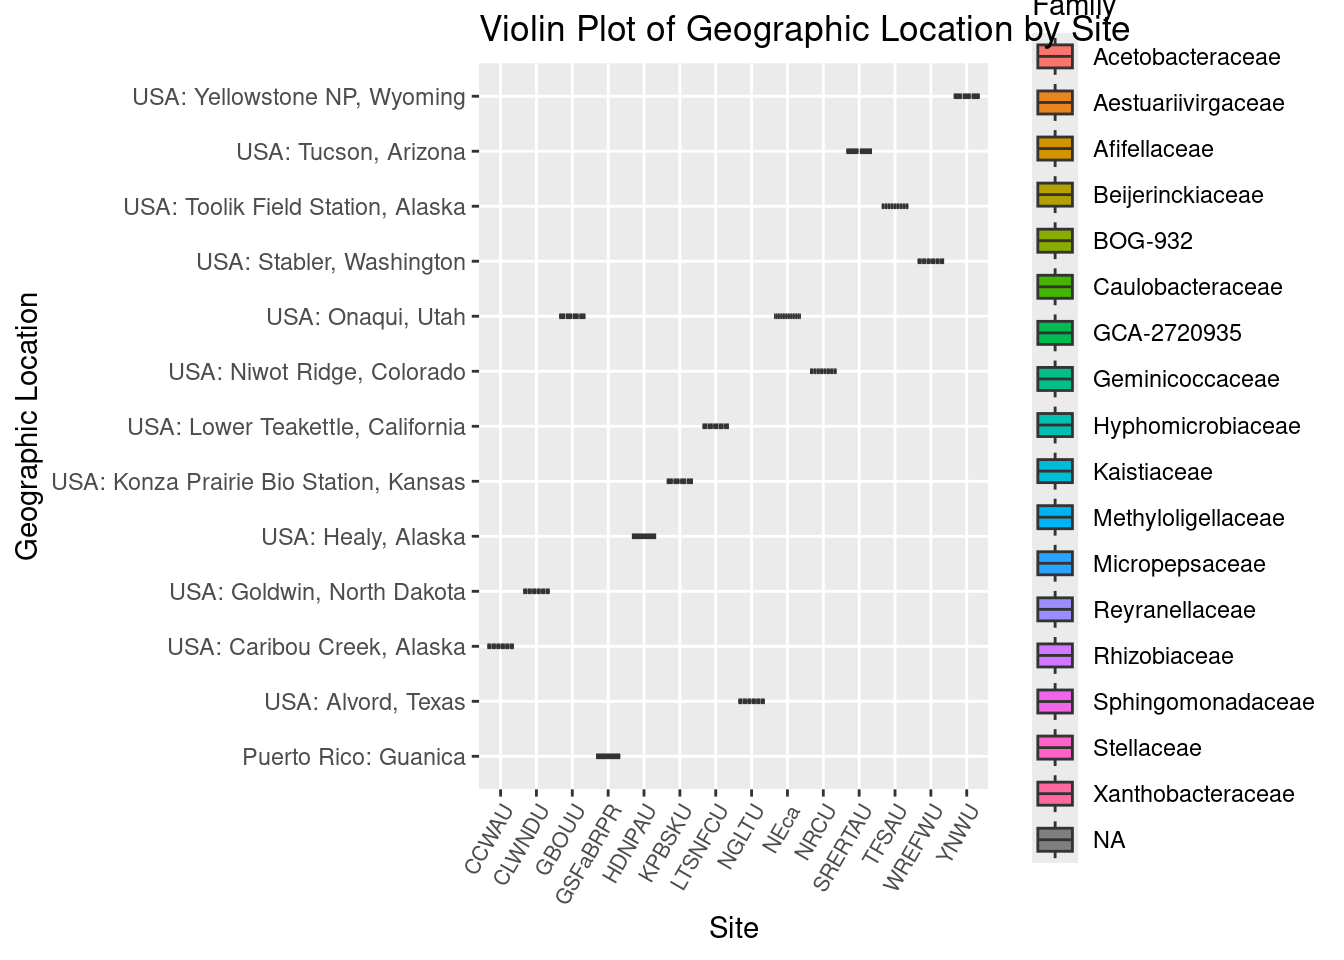 Violin Plot of Geographic Location by Site
Geographic Location
USA: Yellowstone NP, Wyoming
USA: Tucson, Arizona
USA: Toolik Field Station, Alaska
USA: Stabler, Washington
USA: Onaqui, Utah
USA: Niwot Ridge, Colorado
USA: Lower Teakettle, California
USA: Konza Prairie Bio Station, Kansas
USA: Healy, Alaska
USA: Goldwin, North Dakota
USA: Caribou Creek, Alaska
USA: Alvord, Texas
Puerto Rico: Guanica
CCWAU
CLWNDU
GBOUU
GSFaBRPR
HDNPAU
KPBSKU
LTSNFCU
NGLTU
NEca
NRCU
SRERTAU
TFSAU
WREFWU
YNWU
Site
Family
Acetobacteraceae
Aestuariivirgaceae
Afifellaceae
Beijerinckiaceae
BOG-932
Caulobacteraceae
GCA-2720935
Geminicoccaceae
Hyphomicrobiaceae
Kaistiaceae
Methyloligellaceae
Micropepsaceae
Reyranellaceae
Rhizobiaceae
Sphingomonadaceae
Stellaceae
Xanthobacteraceae
NA